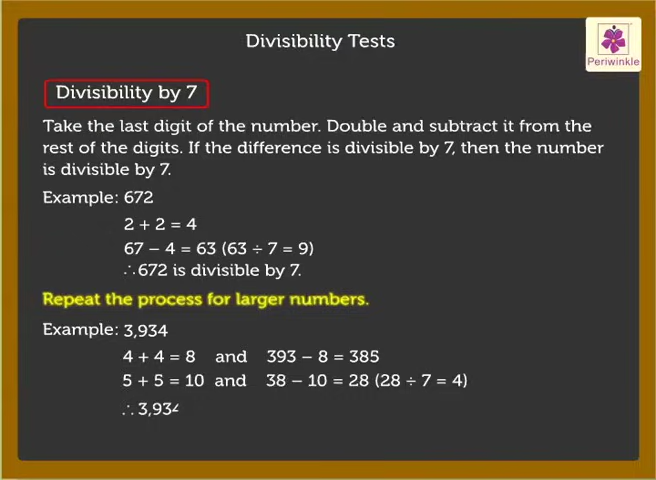 Divisibility Tests
Periwinkle
Divisibility by 7
Take the last digit of the number. Double and subtract it from the
rest of the digits. If the difference is divisible by 7, then the number
is divisible by 7.
Example: 672
2 + 2 = 4
67 − 4 = 63 (63 ÷ 7 = 9)
∴ 672 is divisible by 7.
Repeat the process for larger numbers.
Example: 3,934
4 + 4 = 8 and 393 − 8 = 385
5 + 5 = 10 and 38 − 10 = 28 (28 ÷ 7 = 4)
∴ 3,934